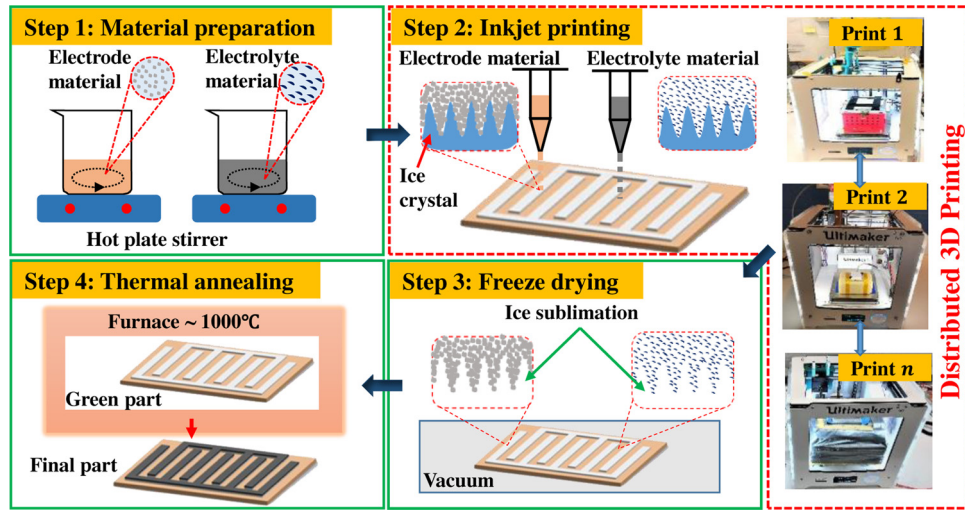 Step 1: Material preparation
Electrode
material
Electrolyte
material
Hot plate stirrer
Step 2: Inkjet printing
Electrode material
Electrolyte material
Ice
crystal
Print 1
Print 2
Ultimaker
Print n
Ultimaker
Distributed 3D Printing
Step 4: Thermal annealing
Furnace ~ 1000℃
Green part
Final part
Step 3: Freeze drying
Ice sublimation
Vacuum